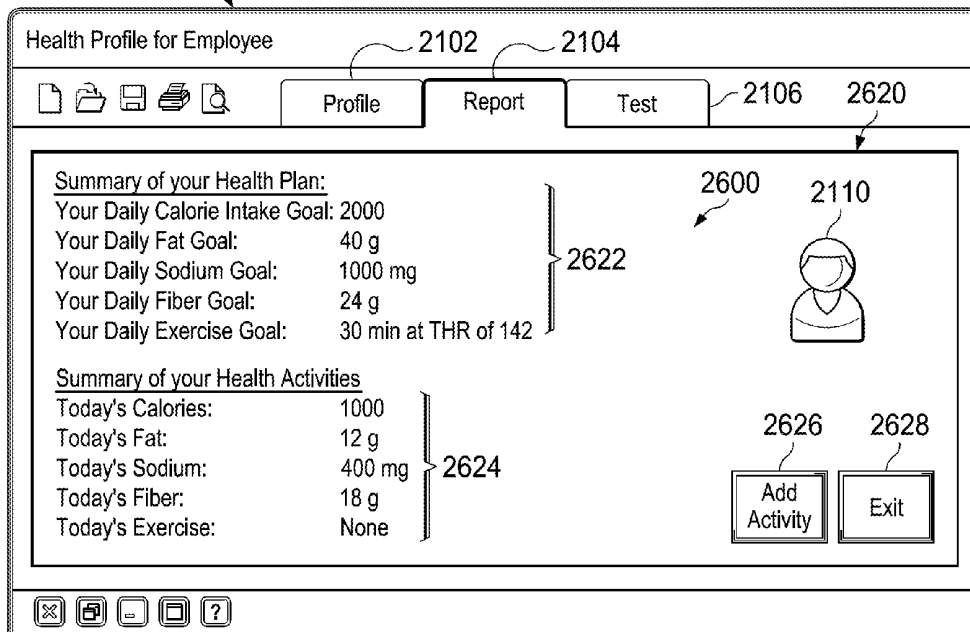 Health Profile for Employee
2102
2104
Profile
Report
Test
2106
2620
Summary of your Health Plan:
Your Daily Calorie Intake Goal: 2000
Your Daily Fat Goal: 40 g
Your Daily Sodium Goal: 1000 mg
Your Daily Fiber Goal: 24 g
Your Daily Exercise Goal: 30 min at THR of 142
2622
2600
2110
Summary of your Health Activities
Today's Calories: 1000
Today's Fat: 12 g
Today's Sodium: 400 mg
Today's Fiber: 18 g
Today's Exercise: None
2624
2626
2628
Add
Activity
Exit
?